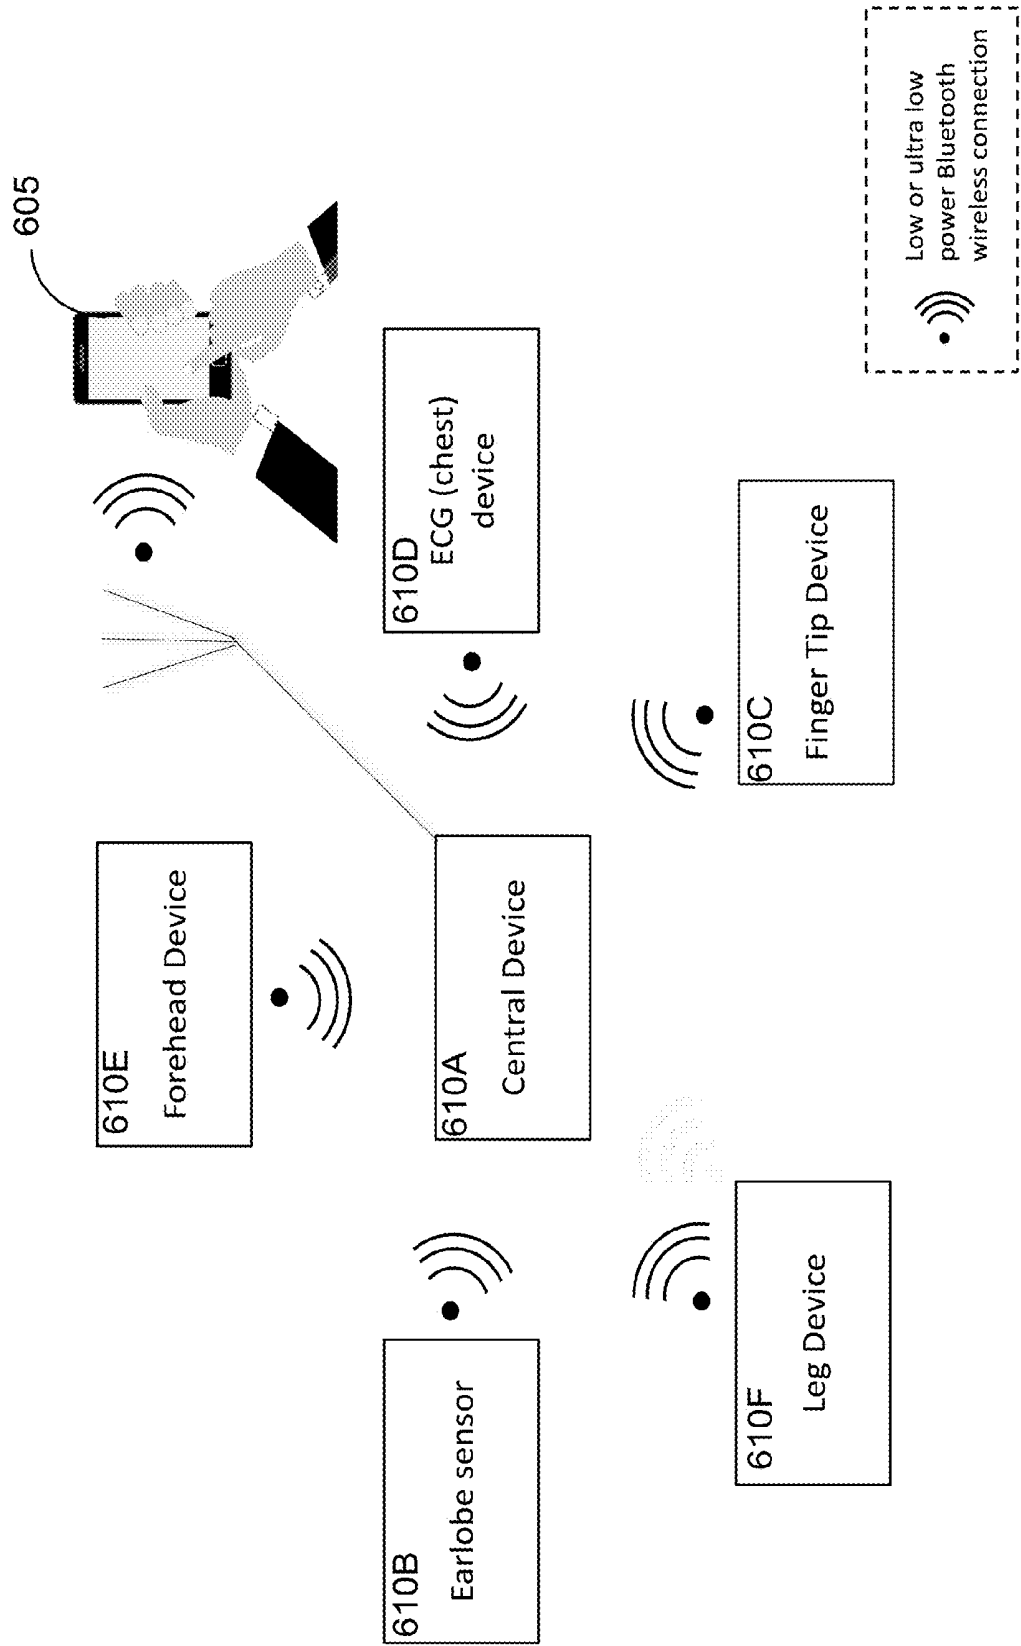 605
610E
Forehead Device
610B
Earlobe sensor
610A
Central Device
610D
ECG (chest)
device
610F
Leg Device
610C
Finger Tip Device
Low or ultra low
power Bluetooth
wireless connection